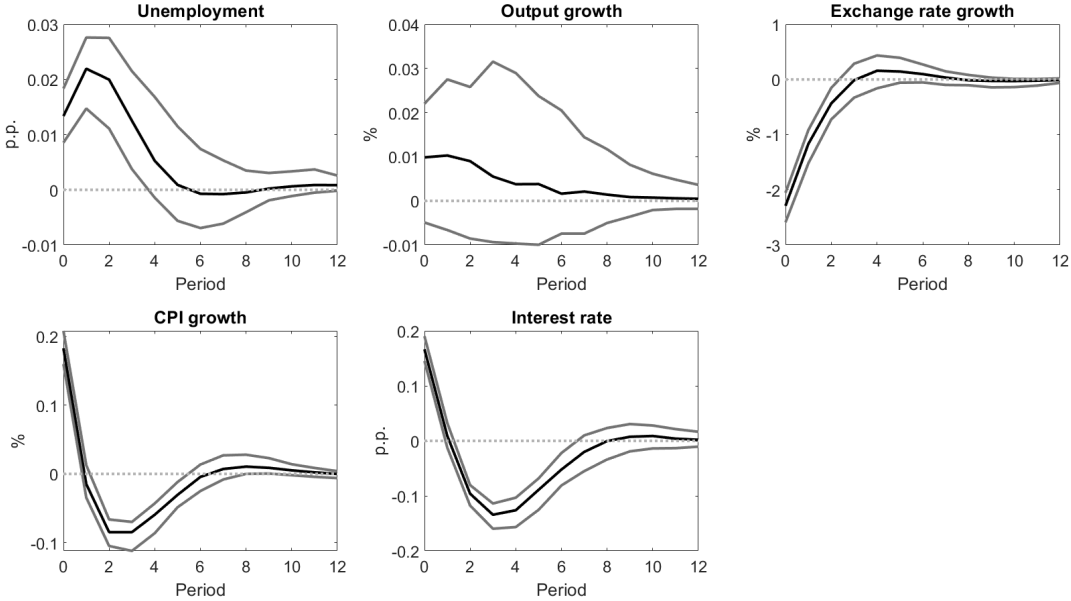 Unemployment
0.03
0.02
0.01
0
-0.01
p.p.
0 2 4 6 8 10 12
Period
Output growth
0.04
0.03
0.02
0.01
0
-0.01
%
0 2 4 6 8 10 12
Period
Exchange rate growth
1
0
-1
-2
-3
%
0 2 4 6 8 10 12
Period
CPI growth
0.2
0.1
0
-0.1
%
0 2 4 6 8 10 12
Period
Interest rate
0.2
0.1
0
-0.1
-0.2
p.p.
0 2 4 6 8 10 12
Period